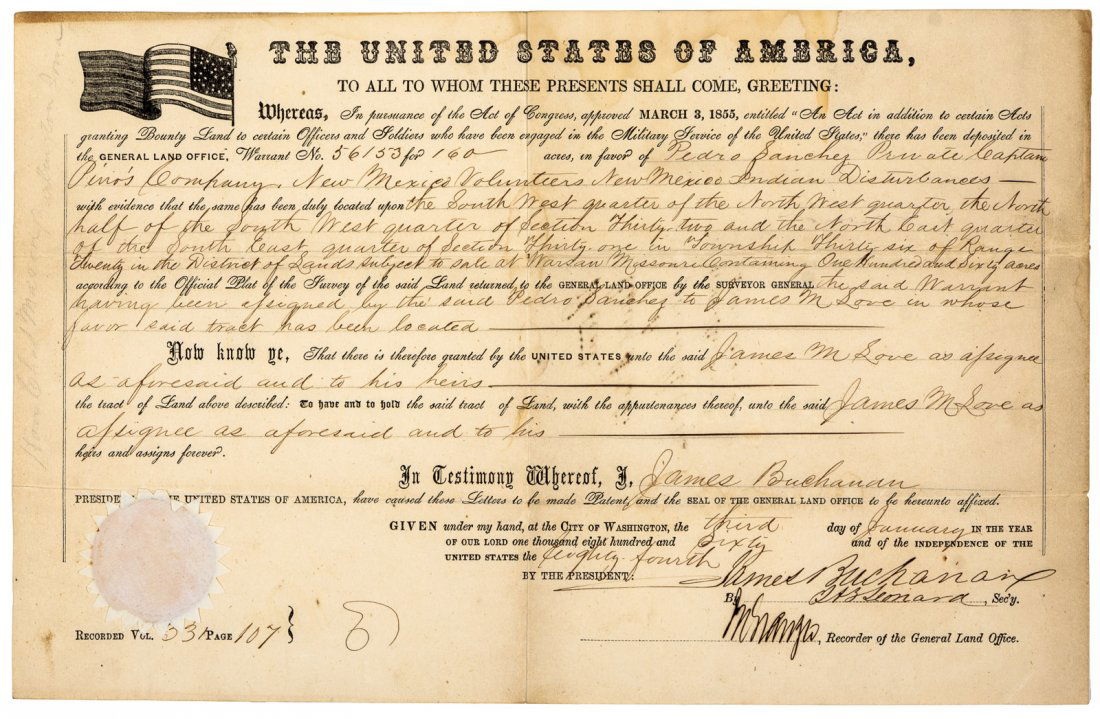 THE UNITED STATES OF AMERICA,
TO ALL TO WHOM THESE PRESENTS SHALL COME, GREETING:
Whereas, In pursuance of the Act of Congress, approved MARCH 3, 1855, entitled "An Act in addition to certain Acts
granting Bounty Land to certain Officers and Soldiers who have been engaged in the Military Service of the United States," there has been deposited in
the GENERAL LAND OFFICE, Warrant No. 56153 for 160 acres, in favor of Pedro Sanchez Private Captain
Pino's Company, New Mexico Volunteers New Mexico Indian Disturbances —
with evidence that the same has been duly located upon the South West quarter of the North West quarter, the North
half of the South West quarter of Section Thirty two and the North East quarter
of the South East quarter of Section Thirty one in Township Thirty six of Range
Twenty in the District of Lands subject to sale at Warsaw Missouri Containing One Hundred and Sixty acres
according to the Official Plat of the Survey of the said Land returned to the GENERAL LAND OFFICE by the SURVEYOR GENERAL the said Warrant
having been assigned by the said Pedro Sanchez to James M Love in whose
favor said tract has been located
Now know ye, That there is therefore granted by the UNITED STATES unto the said James M Love as assignee
as aforesaid and to his heirs
the tract of Land above described: To have and to hold the said tract of Land, with the appurtenances thereof, unto the said James M Love as
assignee as aforesaid and to his
heirs and assigns forever.
In Testimony Whereof, I, James Buchanan
PRESIDENT OF THE UNITED STATES OF AMERICA, have caused these Letters to be made Patent, and the SEAL OF THE GENERAL LAND OFFICE to be hereunto affixed.
GIVEN under my hand, at the CITY OF WASHINGTON, the third day of January IN THE YEAR
OF OUR LORD one thousand eight hundred and Sixty and of the INDEPENDENCE OF THE
UNITED STATES the Eighty fourth
BY THE PRESIDENT: James Buchanan
By J B Leonard, Sec'y.
RECORDED VOL. 331 PAGE 107
J N Granger, Recorder of the General Land Office.